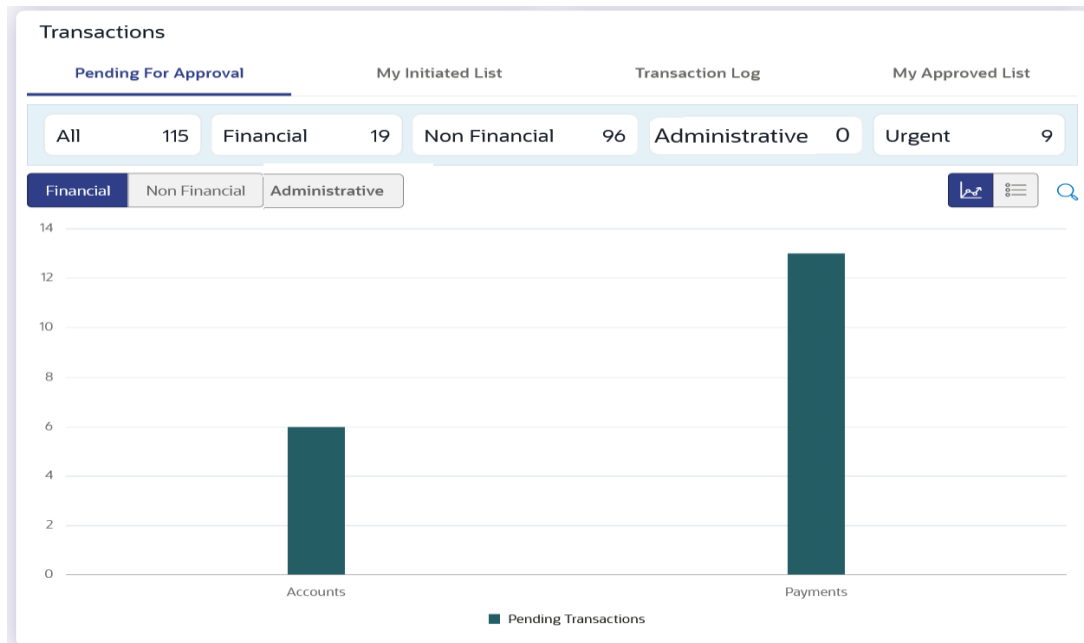 Transactions
Pending For Approval My Initiated List Transaction Log My Approved List
All 115 Financial 19 Non Financial 96 Administrative 0 Urgent 9
Financial Non Financial Administrative
14
12
10
8
6
4
2
0
Accounts Payments
Pending Transactions